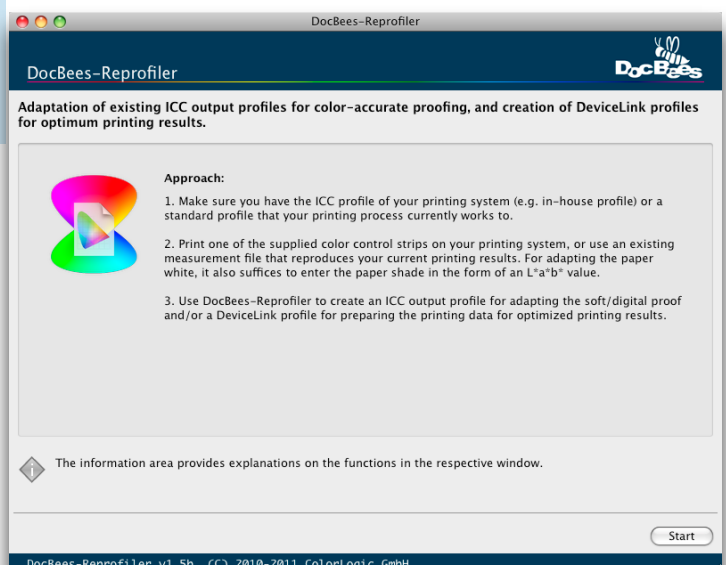 DocBees-Reprofiler
DocBees-Reprofiler
DocBees
Adaptation of existing ICC output profiles for color-accurate proofing, and creation of DeviceLink profiles
for optimum printing results.
Approach:
1. Make sure you have the ICC profile of your printing system (e.g. in-house profile) or a
standard profile that your printing process currently works to.
2. Print one of the supplied color control strips on your printing system, or use an existing
measurement file that reproduces your current printing results. For adapting the paper
white, it also suffices to enter the paper shade in the form of an L*a*b* value.
3. Use DocBees-Reprofiler to create an ICC output profile for adapting the soft/digital proof
and/or a DeviceLink profile for preparing the printing data for optimized printing results.
i
The information area provides explanations on the functions in the respective window.
Start
DocBees-Reprofiler v1.5b, (C) 2010-2011 ColorLogic GmbH